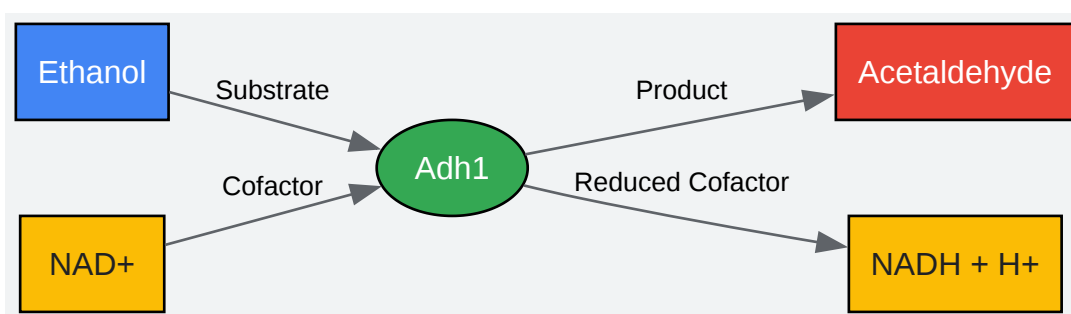 Ethanol
Substrate
Product
Acetaldehyde
Adh1
Cofactor
Reduced Cofactor
NAD+
NADH + H+